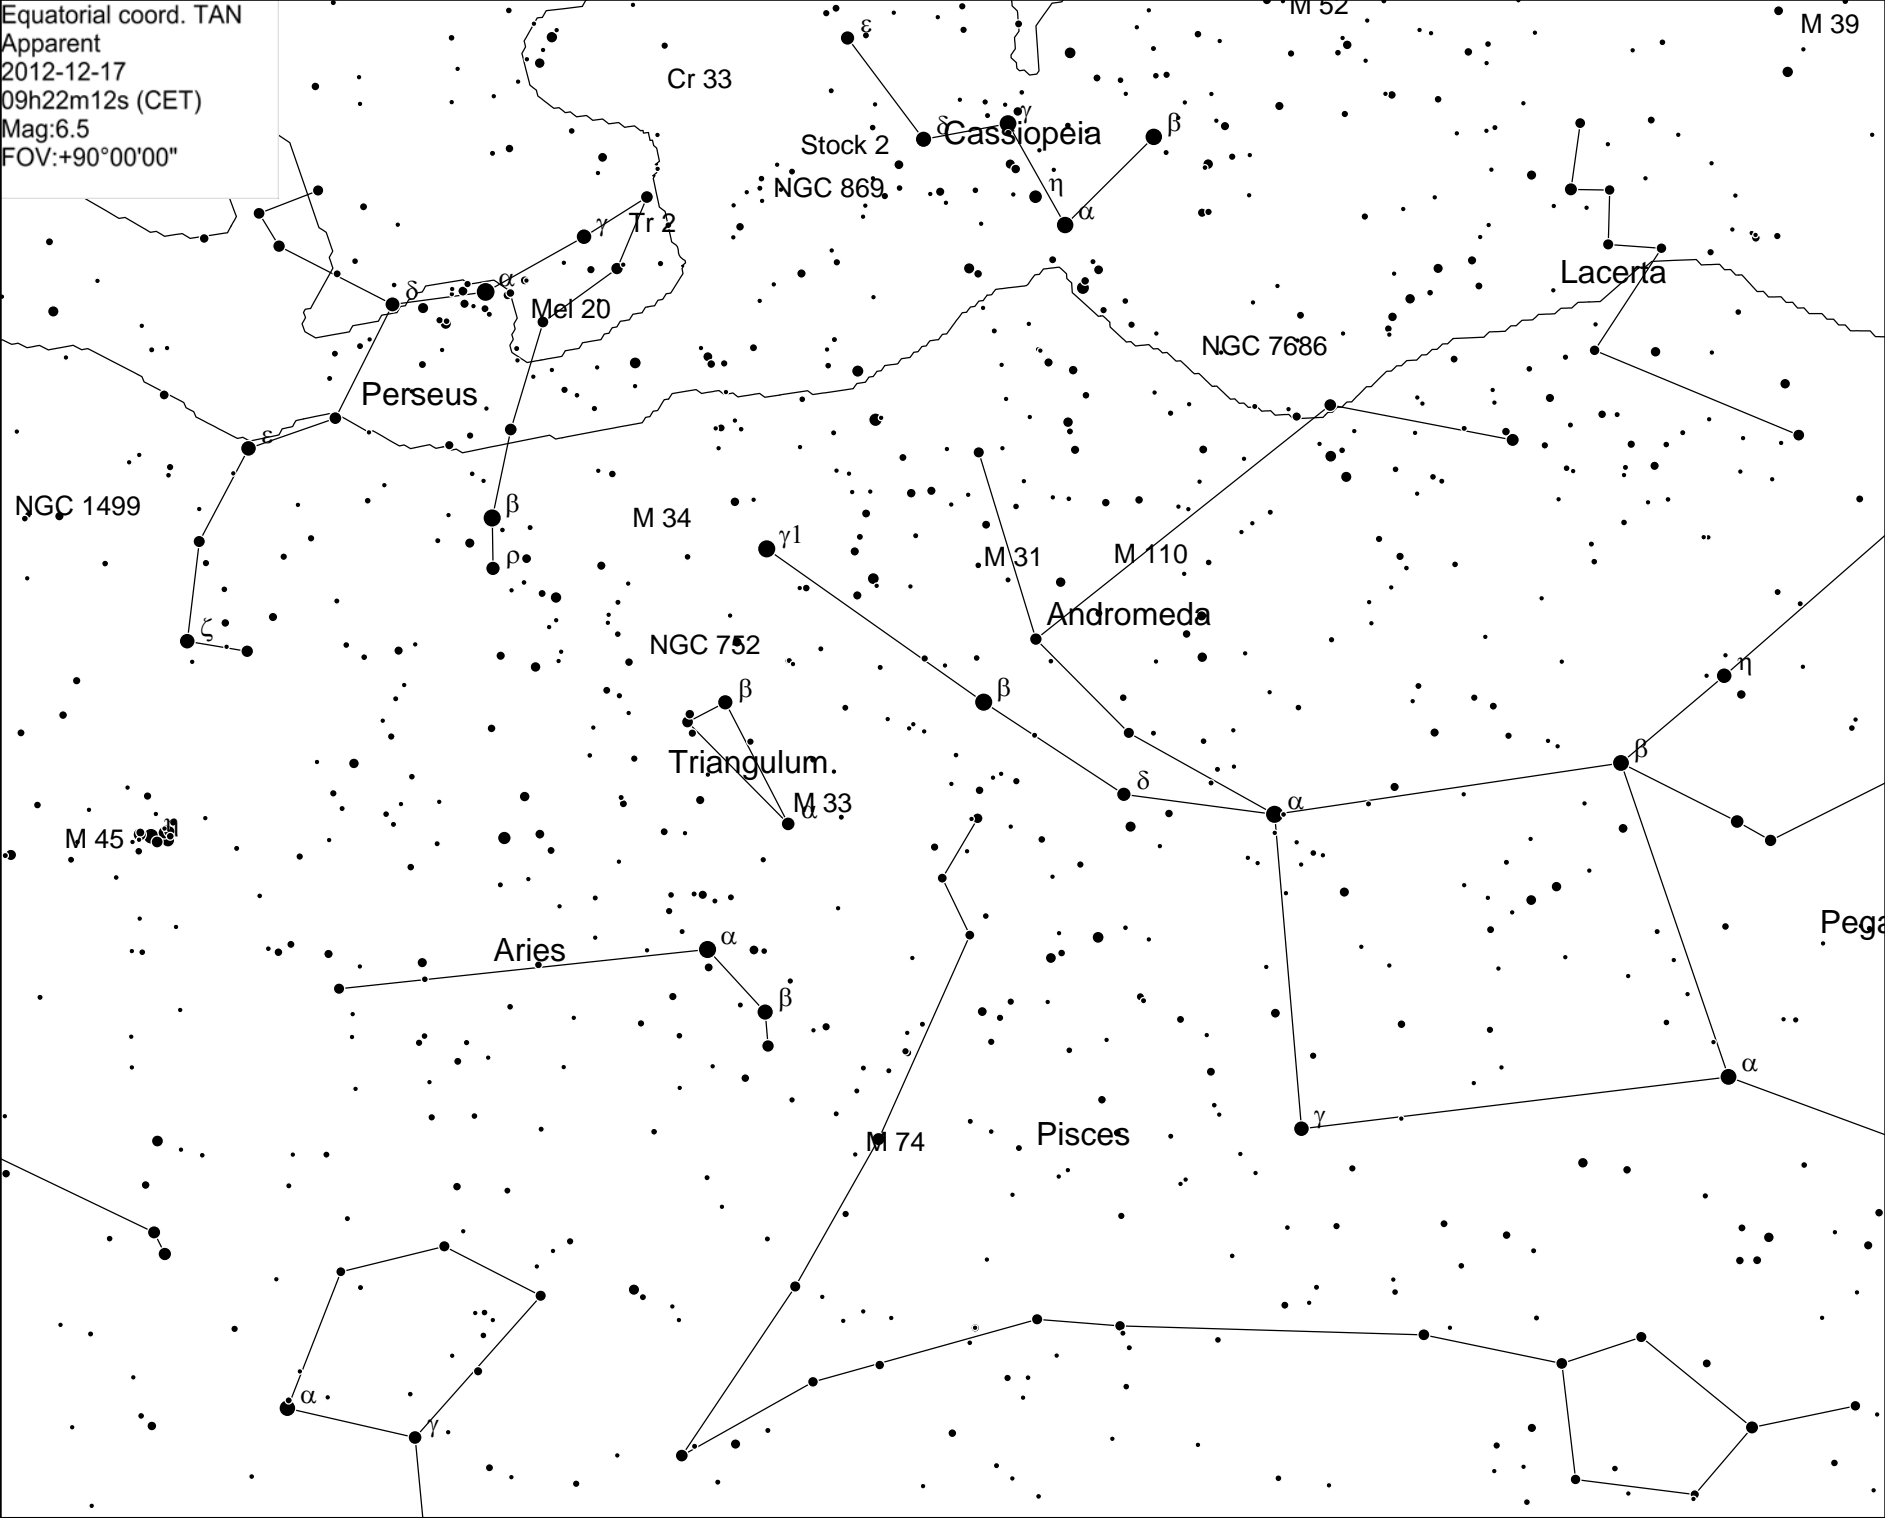 Equatorial coord. TAN
Apparent
2012-12-17
09h22m12s (CET)
Mag:6.5
FOV:+90°00'00"
M 52
M 39
ε
Cr 33
γ
δ
Cassiopeia
β
Stock 2
NGC 869
η
α
γ
Tr 2
Lacerta
α
δ
Mel 20
NGC 7686
Perseus
ε
NGC 1499
β
M 34
γ1
ρ
M 31
M 110
Andromeda
ζ
NGC 752
η
β
β
β
Triangulum
δ
M 33
α
α
M 45
η
Pega
α
Aries
β
α
γ
Pisces
M 74
α
γ